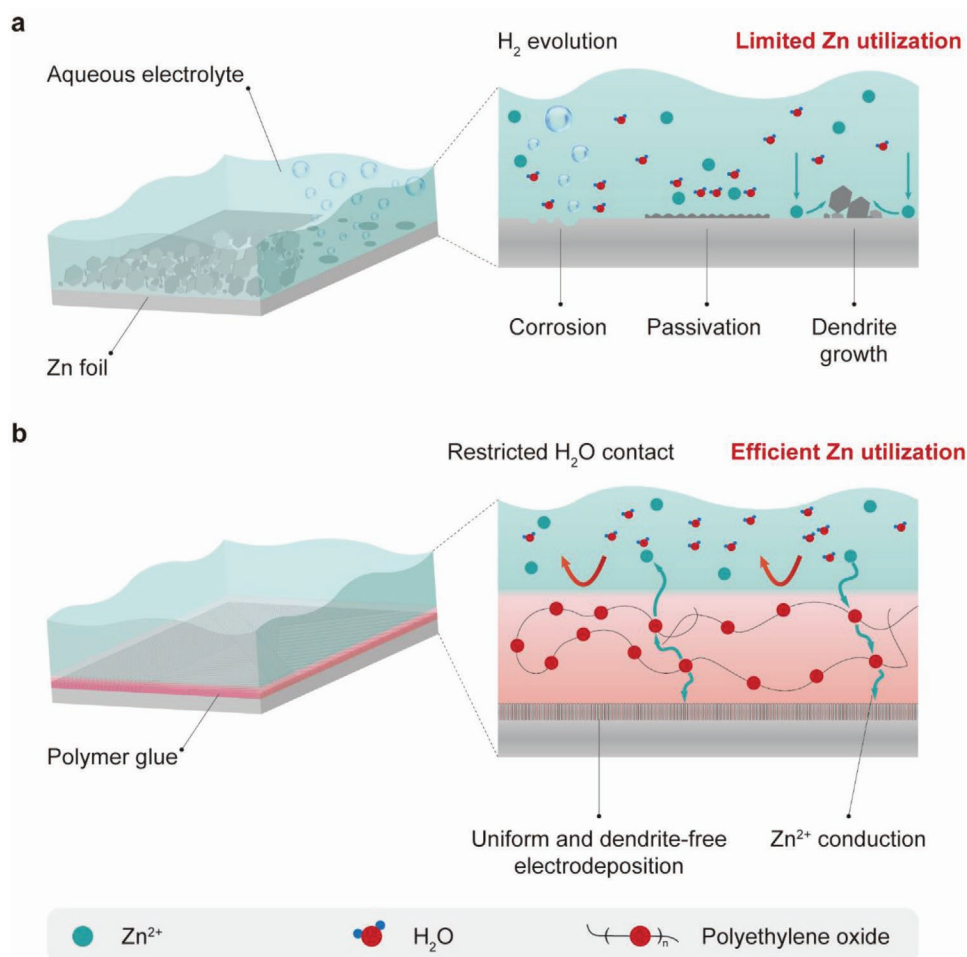 a
H₂ evolution
Limited Zn utilization
Aqueous electrolyte
Corrosion
Passivation
Dendrite
growth
Zn foil
b
Restricted H₂O contact
Efficient Zn utilization
Polymer glue
Uniform and dendrite-free
electrodeposition
Zn²⁺ conduction
Zn²⁺
H₂O
n
Polyethylene oxide